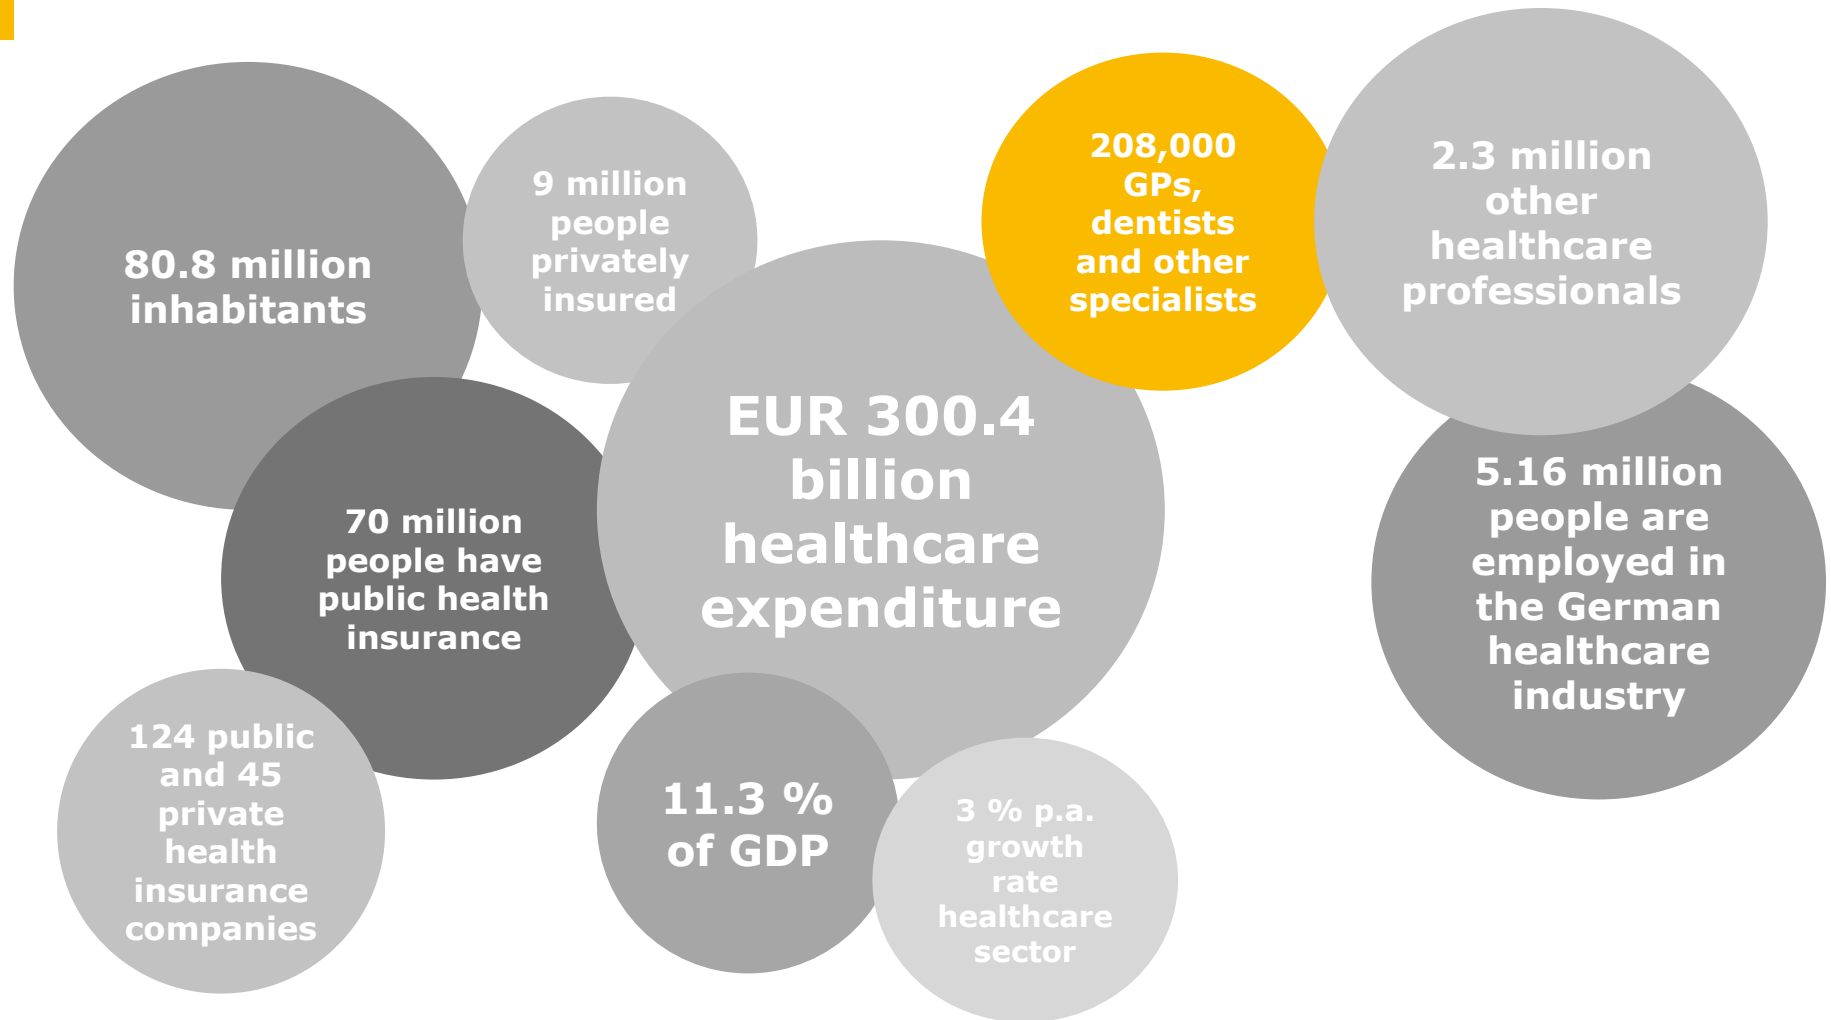 80.8 million
inhabitants
9 million
people
privately
insured
208,000
GPs,
dentists
and other
specialists
2.3 million
other
healthcare
professionals
EUR 300.4
billion
healthcare
expenditure
70 million
people have
public health
insurance
5.16 million
people are
employed in
the German
healthcare
industry
124 public
and 45
private
health
insurance
companies
11.3 %
of GDP
3 % p.a.
growth
rate
healthcare
sector